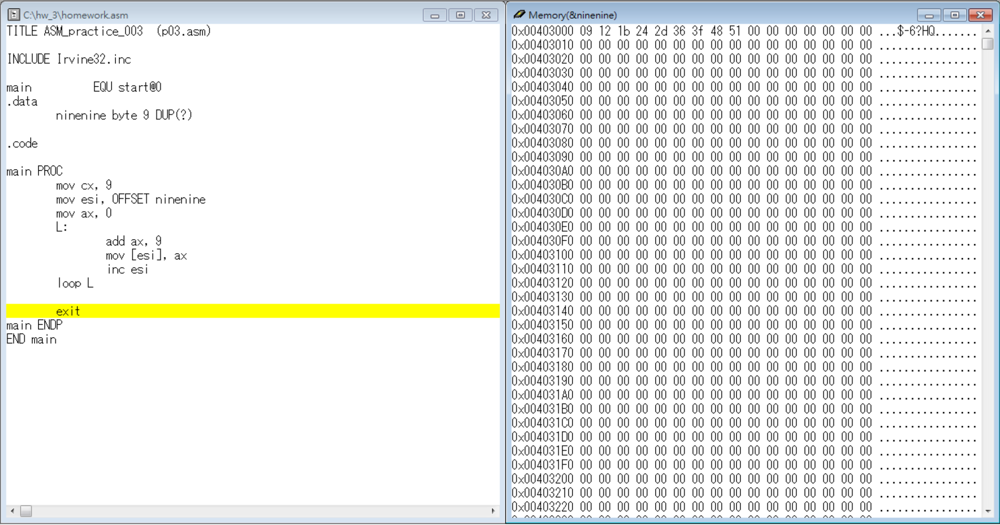 C:\hw_3\homework.asm
TITLE ASM_practice_003 (p03.asm)
INCLUDE Irvine32.inc
main EQU start@0
.data
ninenine byte 9 DUP(?)
.code
main PROC
mov cx, 9
mov esi, OFFSET ninenine
mov ax, 0
L:
add ax, 9
mov [esi], ax
inc esi
loop L
exit
main ENDP
END main
Memory(&ninenine)
0x00403000 09 12 1b 24 2d 36 3f 48 51 00 00 00 00 00 00 00 ...$-6?HQ.......
0x00403010 00 00 00 00 00 00 00 00 00 00 00 00 00 00 00 00 ................
0x00403020 00 00 00 00 00 00 00 00 00 00 00 00 00 00 00 00 ................
0x00403030 00 00 00 00 00 00 00 00 00 00 00 00 00 00 00 00 ................
0x00403040 00 00 00 00 00 00 00 00 00 00 00 00 00 00 00 00 ................
0x00403050 00 00 00 00 00 00 00 00 00 00 00 00 00 00 00 00 ................
0x00403060 00 00 00 00 00 00 00 00 00 00 00 00 00 00 00 00 ................
0x00403070 00 00 00 00 00 00 00 00 00 00 00 00 00 00 00 00 ................
0x00403080 00 00 00 00 00 00 00 00 00 00 00 00 00 00 00 00 ................
0x00403090 00 00 00 00 00 00 00 00 00 00 00 00 00 00 00 00 ................
0x004030A0 00 00 00 00 00 00 00 00 00 00 00 00 00 00 00 00 ................
0x004030B0 00 00 00 00 00 00 00 00 00 00 00 00 00 00 00 00 ................
0x004030C0 00 00 00 00 00 00 00 00 00 00 00 00 00 00 00 00 ................
0x004030D0 00 00 00 00 00 00 00 00 00 00 00 00 00 00 00 00 ................
0x004030E0 00 00 00 00 00 00 00 00 00 00 00 00 00 00 00 00 ................
0x004030F0 00 00 00 00 00 00 00 00 00 00 00 00 00 00 00 00 ................
0x00403100 00 00 00 00 00 00 00 00 00 00 00 00 00 00 00 00 ................
0x00403110 00 00 00 00 00 00 00 00 00 00 00 00 00 00 00 00 ................
0x00403120 00 00 00 00 00 00 00 00 00 00 00 00 00 00 00 00 ................
0x00403130 00 00 00 00 00 00 00 00 00 00 00 00 00 00 00 00 ................
0x00403140 00 00 00 00 00 00 00 00 00 00 00 00 00 00 00 00 ................
0x00403150 00 00 00 00 00 00 00 00 00 00 00 00 00 00 00 00 ................
0x00403160 00 00 00 00 00 00 00 00 00 00 00 00 00 00 00 00 ................
0x00403170 00 00 00 00 00 00 00 00 00 00 00 00 00 00 00 00 ................
0x00403180 00 00 00 00 00 00 00 00 00 00 00 00 00 00 00 00 ................
0x00403190 00 00 00 00 00 00 00 00 00 00 00 00 00 00 00 00 ................
0x004031A0 00 00 00 00 00 00 00 00 00 00 00 00 00 00 00 00 ................
0x004031B0 00 00 00 00 00 00 00 00 00 00 00 00 00 00 00 00 ................
0x004031C0 00 00 00 00 00 00 00 00 00 00 00 00 00 00 00 00 ................
0x004031D0 00 00 00 00 00 00 00 00 00 00 00 00 00 00 00 00 ................
0x004031E0 00 00 00 00 00 00 00 00 00 00 00 00 00 00 00 00 ................
0x004031F0 00 00 00 00 00 00 00 00 00 00 00 00 00 00 00 00 ................
0x00403200 00 00 00 00 00 00 00 00 00 00 00 00 00 00 00 00 ................
0x00403210 00 00 00 00 00 00 00 00 00 00 00 00 00 00 00 00 ................
0x00403220 00 00 00 00 00 00 00 00 00 00 00 00 00 00 00 00 ................